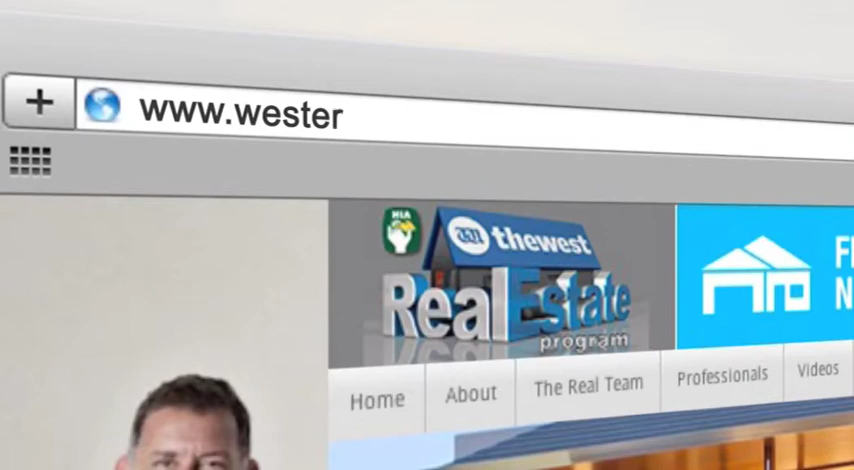 www.wester
HIA
thewest
Real Estate
program
Home About The Real Team Professionals Videos